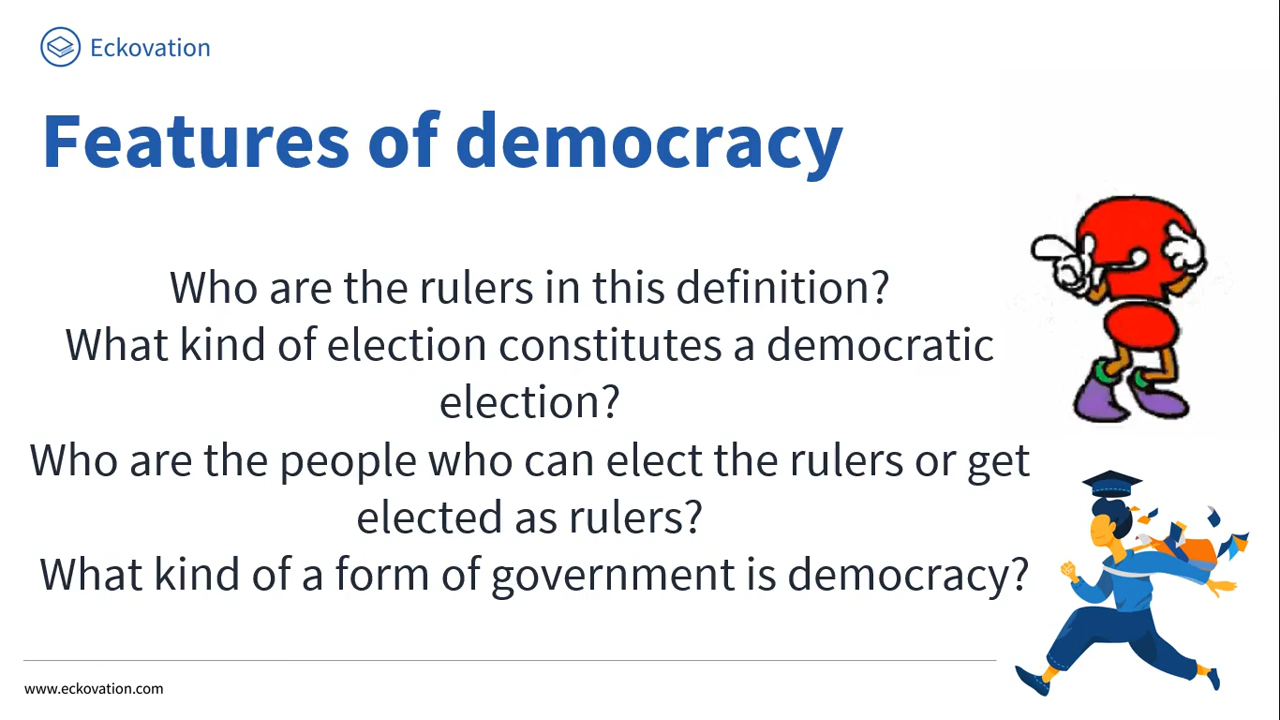 Eckovation
Features of democracy
Who are the rulers in this definition?
What kind of election constitutes a democratic
election?
Who are the people who can elect the rulers or get
elected as rulers?
What kind of a form of government is democracy?
www.eckovation.com